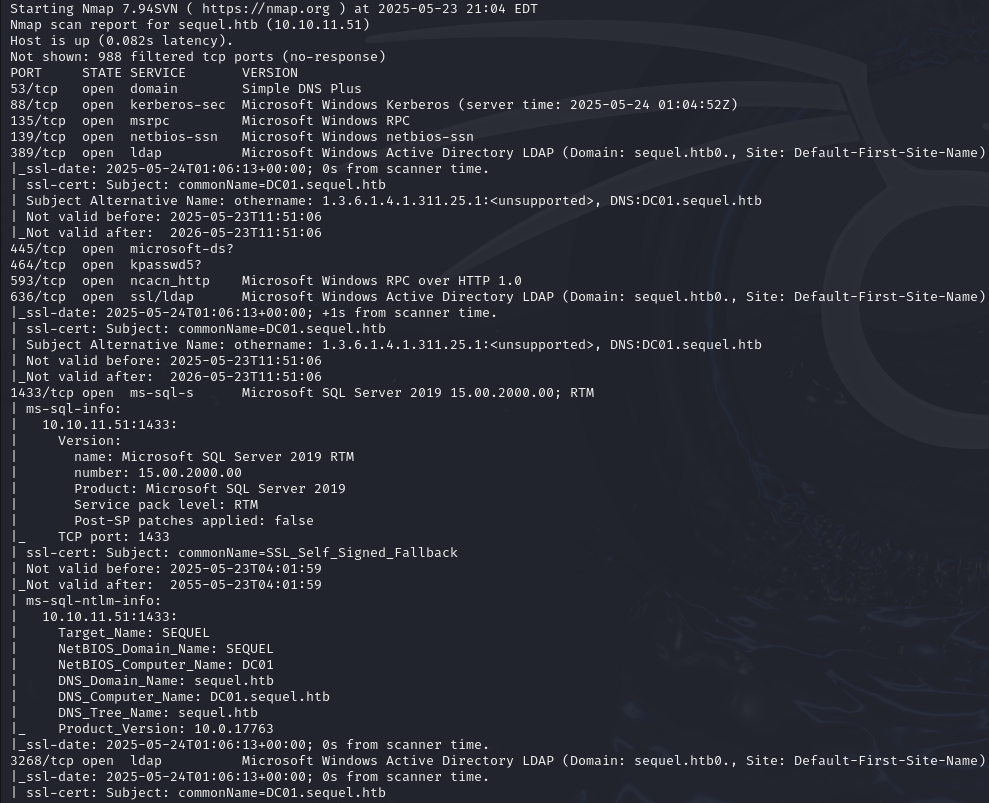 Starting Nmap 7.94SVN ( https://nmap.org ) at 2025-05-23 21:04 EDT
Nmap scan report for sequel.htb (10.10.11.51)
Host is up (0.082s latency).
Not shown: 988 filtered tcp ports (no-response)
PORT     STATE SERVICE       VERSION
53/tcp   open  domain        Simple DNS Plus
88/tcp   open  kerberos-sec  Microsoft Windows Kerberos (server time: 2025-05-24 01:04:52Z)
135/tcp  open  msrpc         Microsoft Windows RPC
139/tcp  open  netbios-ssn   Microsoft Windows netbios-ssn
389/tcp  open  ldap          Microsoft Windows Active Directory LDAP (Domain: sequel.htb0., Site: Default-First-Site-Name)
|_ssl-date: 2025-05-24T01:06:13+00:00; 0s from scanner time.
| ssl-cert: Subject: commonName=DC01.sequel.htb
| Subject Alternative Name: othername: 1.3.6.1.4.1.311.25.1:<unsupported>, DNS:DC01.sequel.htb
| Not valid before: 2025-05-23T11:51:06
|_Not valid after:  2026-05-23T11:51:06
445/tcp  open  microsoft-ds?
464/tcp  open  kpasswd5?
593/tcp  open  ncacn_http    Microsoft Windows RPC over HTTP 1.0
636/tcp  open  ssl/ldap      Microsoft Windows Active Directory LDAP (Domain: sequel.htb0., Site: Default-First-Site-Name)
|_ssl-date: 2025-05-24T01:06:13+00:00; +1s from scanner time.
| ssl-cert: Subject: commonName=DC01.sequel.htb
| Subject Alternative Name: othername: 1.3.6.1.4.1.311.25.1:<unsupported>, DNS:DC01.sequel.htb
| Not valid before: 2025-05-23T11:51:06
|_Not valid after:  2026-05-23T11:51:06
1433/tcp open  ms-sql-s      Microsoft SQL Server 2019 15.00.2000.00; RTM
| ms-sql-info:
|   10.10.11.51:1433:
|     Version:
|       name: Microsoft SQL Server 2019 RTM
|       number: 15.00.2000.00
|       Product: Microsoft SQL Server 2019
|       Service pack level: RTM
|       Post-SP patches applied: false
|_    TCP port: 1433
| ssl-cert: Subject: commonName=SSL_Self_Signed_Fallback
| Not valid before: 2025-05-23T04:01:59
|_Not valid after:  2055-05-23T04:01:59
| ms-sql-ntlm-info:
|   10.10.11.51:1433:
|     Target_Name: SEQUEL
|     NetBIOS_Domain_Name: SEQUEL
|     NetBIOS_Computer_Name: DC01
|     DNS_Domain_Name: sequel.htb
|     DNS_Computer_Name: DC01.sequel.htb
|     DNS_Tree_Name: sequel.htb
|_    Product_Version: 10.0.17763
|_ssl-date: 2025-05-24T01:06:13+00:00; 0s from scanner time.
3268/tcp open  ldap          Microsoft Windows Active Directory LDAP (Domain: sequel.htb0., Site: Default-First-Site-Name)
|_ssl-date: 2025-05-24T01:06:13+00:00; 0s from scanner time.
| ssl-cert: Subject: commonName=DC01.sequel.htb